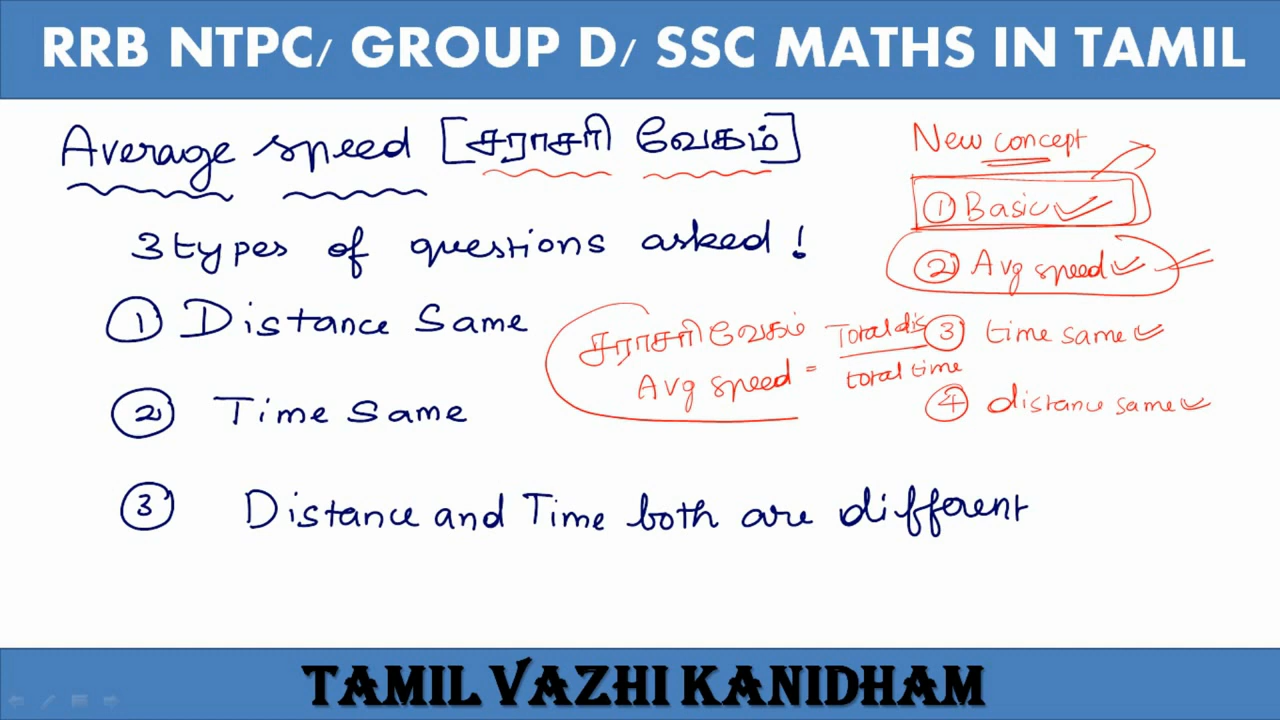 RRB NTPC/ GROUP D/ SSC MATHS IN TAMIL
Average speed [சராசரி வேகம்]
3 types of questions asked!
① Distance Same
② Time Same
③ Distance and Time both are different
New concept
① Basic
② Avg speed
③ time same
④ distance same
சராசரி வேகம்
Avg speed = Total dis
total time
TAMIL VAZHI KANIDHAM